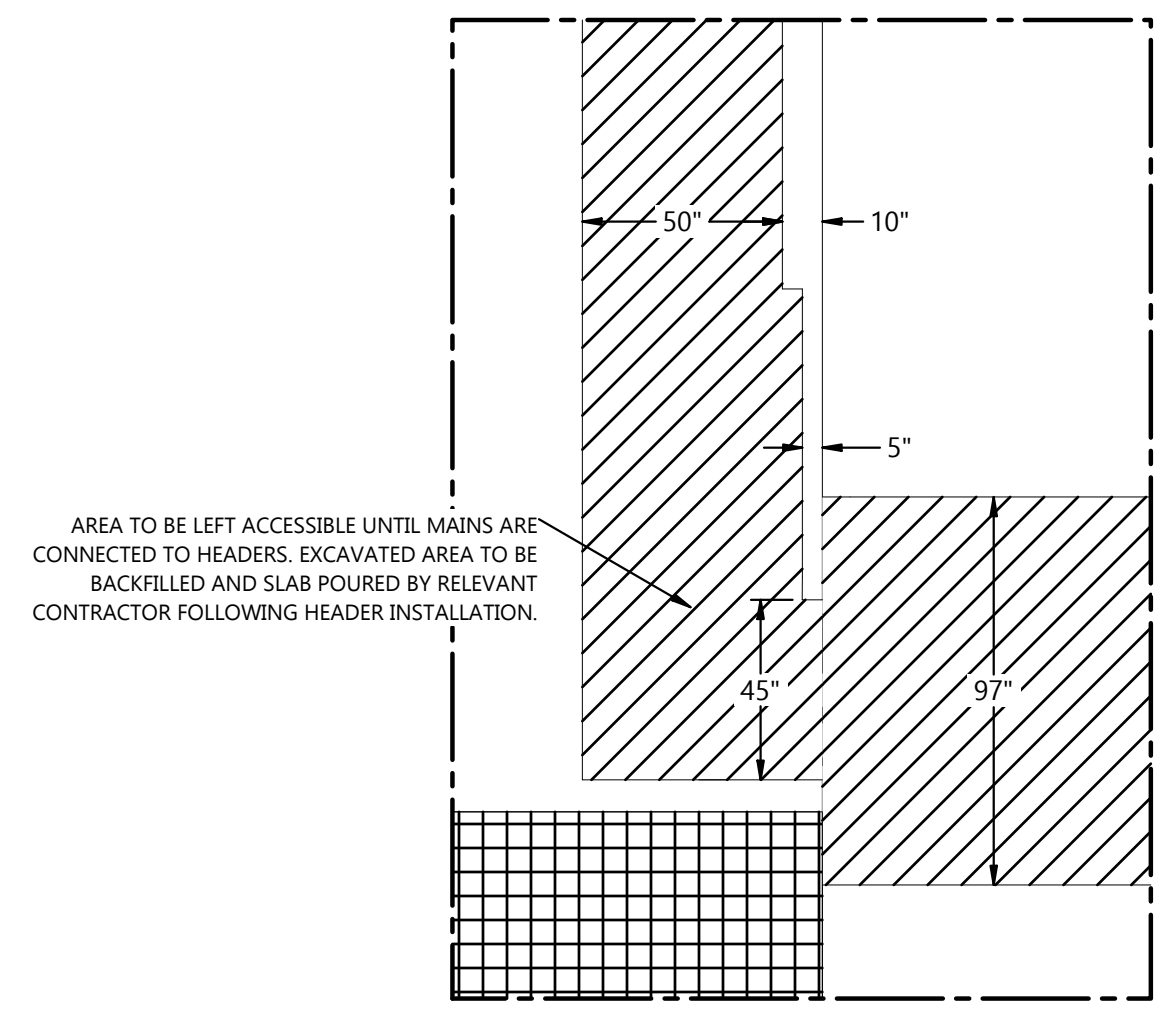 50"
10"
5"
AREA TO BE LEFT ACCESSIBLE UNTIL MAINS ARE
CONNECTED TO HEADERS. EXCAVATED AREA TO BE
BACKFILLED AND SLAB POURED BY RELEVANT
CONTRACTOR FOLLOWING HEADER INSTALLATION.
45"
97"